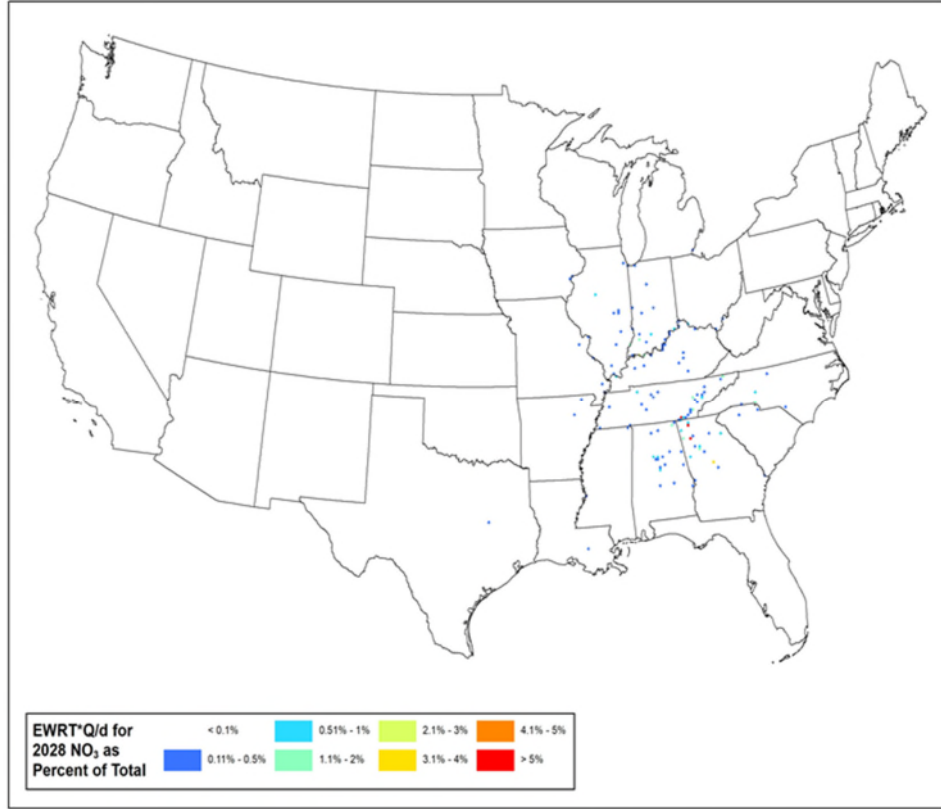 EWRT*Q/d for
2028 NO₃ as
Percent of Total
< 0.1%
0.51% - 1%
2.1% - 3%
4.1% - 5%
0.11% - 0.5%
1.1% - 2%
3.1% - 4%
> 5%